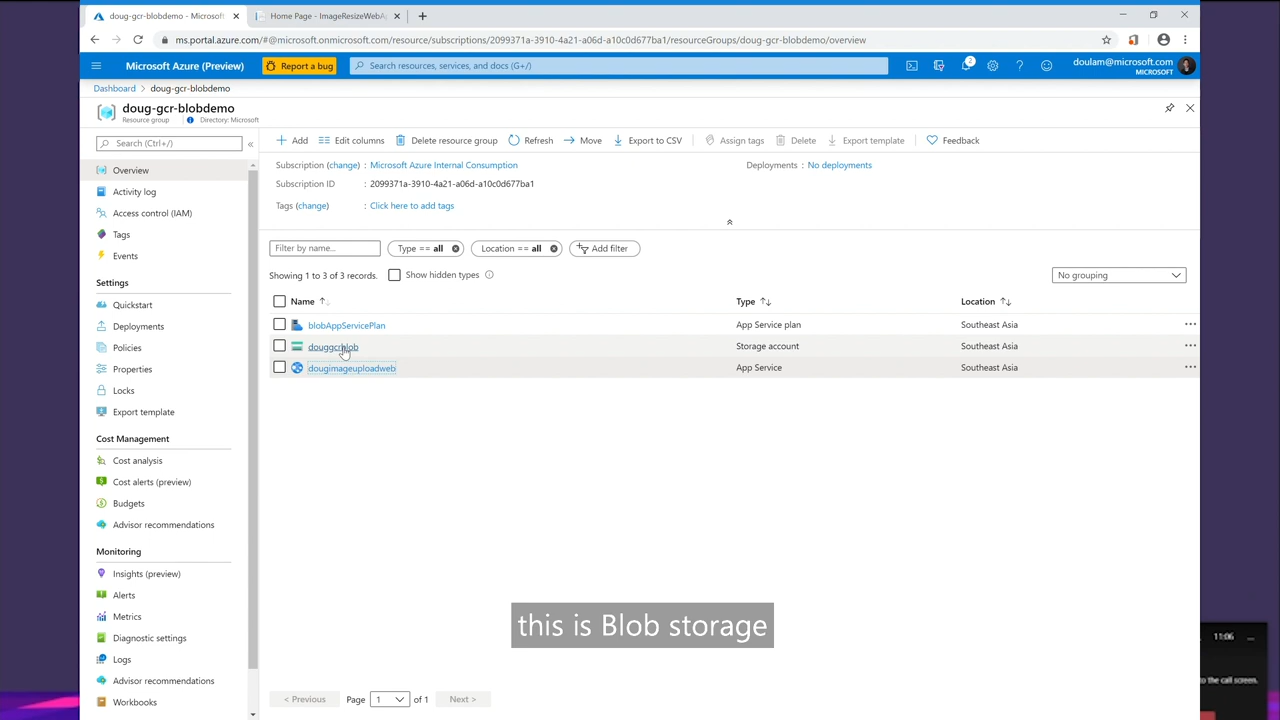 doug-gcr-blobdemo - Microsoft
Home Page - ImageResizeWebA
ms.portal.azure.com/#@microsoft.onmicrosoft.com/resource/subscriptions/2099371a-3910-4a21-a06d-a10c0d677ba1/resourceGroups/doug-gcr-blobdemo/overview
Microsoft Azure (Preview)
Report a bug
Search resources, services, and docs (G+/)
2
doulam@microsoft.com
MICROSOFT
Dashboard > doug-gcr-blobdemo
doug-gcr-blobdemo
Resource group
Directory: Microsoft
Search (Ctrl+/)
«
Overview
Activity log
Access control (IAM)
Tags
Events
Settings
Quickstart
Deployments
Policies
Properties
Locks
Export template
Cost Management
Cost analysis
Cost alerts (preview)
Budgets
Advisor recommendations
Monitoring
Insights (preview)
Alerts
Metrics
Diagnostic settings
Logs
Advisor recommendations
Workbooks
Add
Edit columns
Delete resource group
Refresh
Move
Export to CSV
Assign tags
Delete
Export template
Feedback
Subscription (change) : Microsoft Azure Internal Consumption
Deployments : No deployments
Subscription ID : 2099371a-3910-4a21-a06d-a10c0d677ba1
Tags (change) : Click here to add tags
Filter by name...
Type == all
Location == all
Add filter
Showing 1 to 3 of 3 records.
Show hidden types
No grouping
Name
Type
Location
blobAppServicePlan
App Service plan
Southeast Asia
douggcrblob
Storage account
Southeast Asia
dougimageuploadweb
App Service
Southeast Asia
this is Blob storage
< Previous
Page 1 of 1
Next >
11:06
to the call screen.